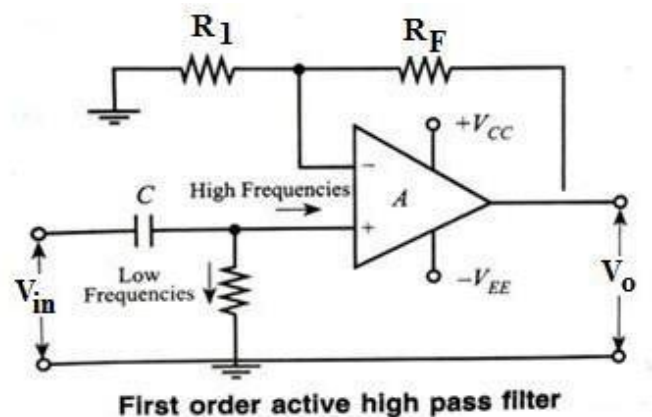 R1 RF
+VCC
C High Frequencies − A
+
Low
Frequencies
Vin −VEE Vo
First order active high pass filter